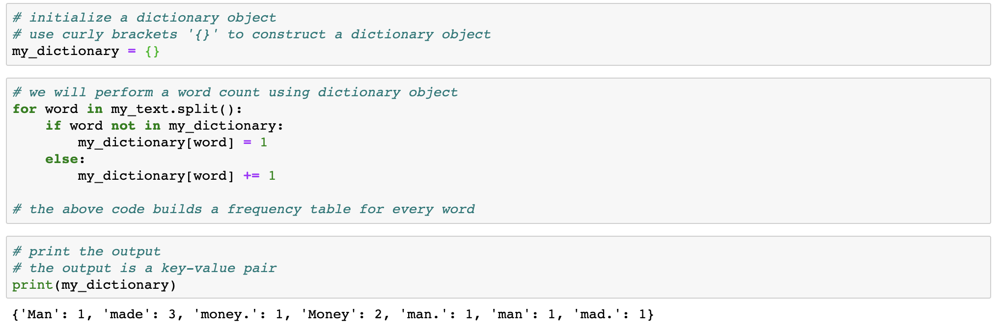 # initialize a dictionary object
# use curly brackets '{}' to construct a dictionary object
my_dictionary = {}
# we will perform a word count using dictionary object
for word in my_text.split():
    if word not in my_dictionary:
        my_dictionary[word] = 1
    else:
        my_dictionary[word] += 1
# the above code builds a frequency table for every word
# print the output
# the output is a key-value pair
print(my_dictionary)
{'Man': 1, 'made': 3, 'money.': 1, 'Money': 2, 'man.': 1, 'man': 1, 'mad.': 1}